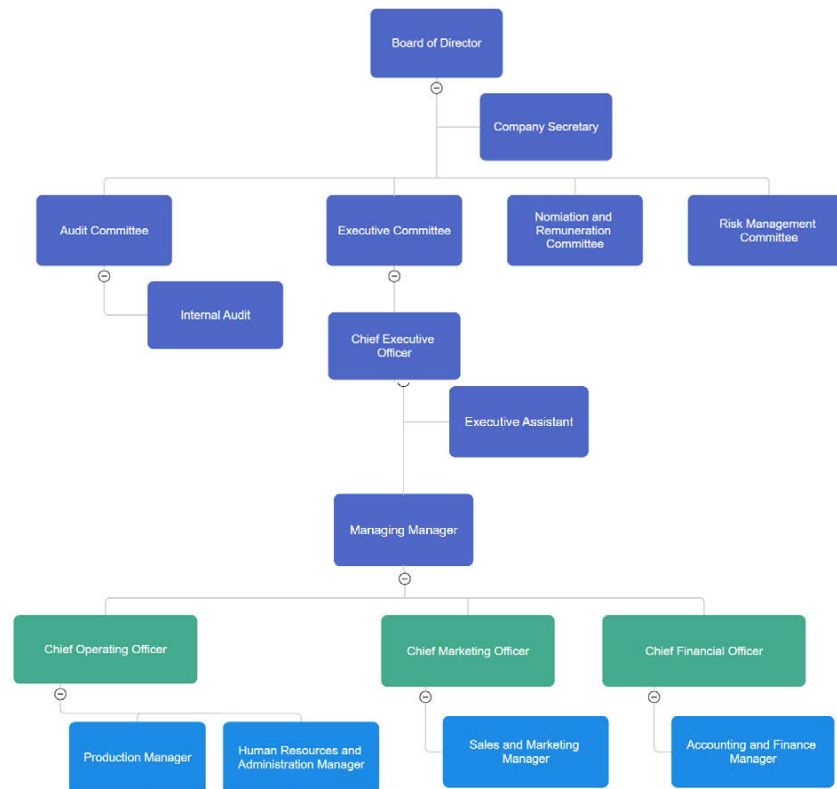 Board of Director
Company Secretary
Audit Committee
Executive Committee
Nomiation and
Remuneration
Committee
Risk Management
Committee
Internal Audit
Chief Executive
Officer
Executive Assistant
Managing Manager
Chief Operating Officer
Chief Marketing Officer
Chief Financial Officer
Production Manager
Human Resources and
Administration Manager
Sales and Marketing
Manager
Accounting and Finance
Manager